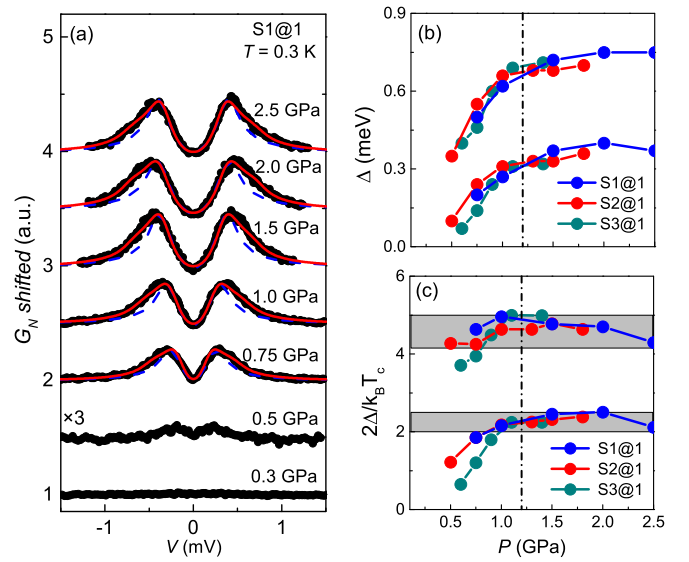 (a)
S1@1
T = 0.3 K
2.5 GPa
2.0 GPa
1.5 GPa
1.0 GPa
0.75 GPa
×3
0.5 GPa
0.3 GPa
5
4
3
2
1
G_N shifted (a.u.)
-1
0
1
V (mV)
(b)
0.9
0.6
0.3
0.0
Δ (meV)
S1@1
S2@1
S3@1
(c)
6
4
2
0
2Δ/k_BT_c
S1@1
S2@1
S3@1
0.5
1.0
1.5
2.0
2.5
P (GPa)